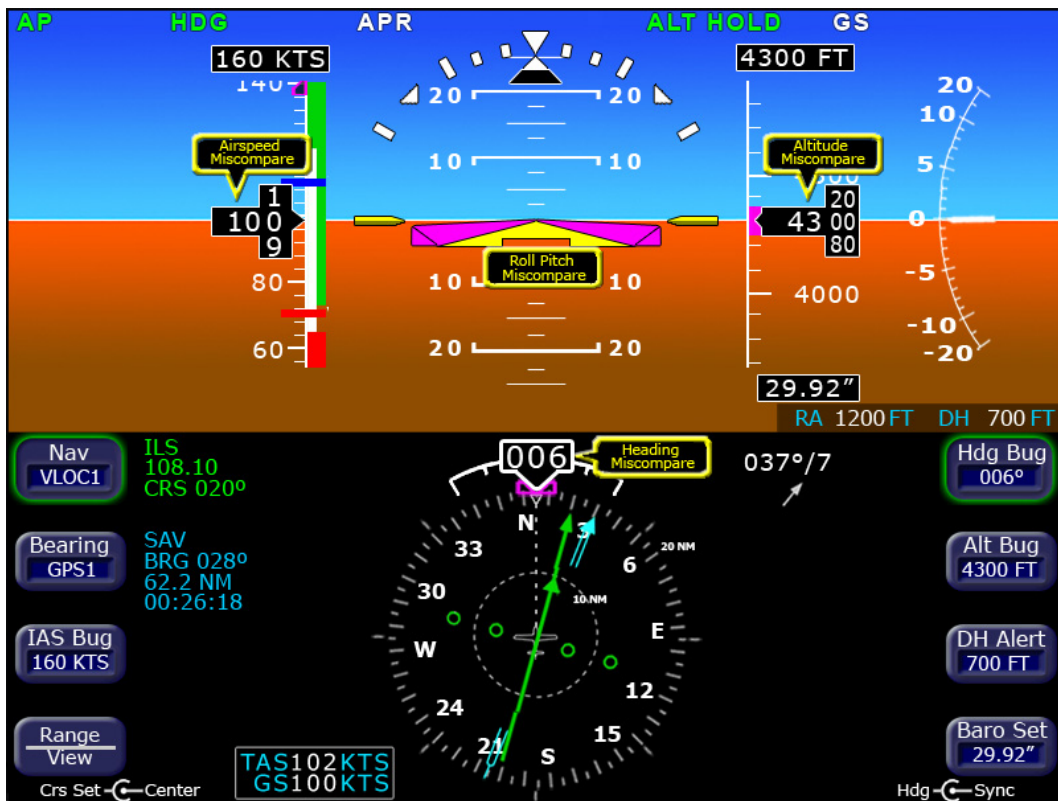 AP HDG APR ALT HOLD GS
160 KTS 4300 FT
140
20 20
20
10
Airspeed
Miscompare
Altitude
Miscompare
10 10
5
1
10 0
9
20
43 00
80
0
Roll Pitch
Miscompare
80 10 10 4000
-5
-10
60 20 20 -20
29.92"
RA 1200 FT DH 700 FT
Nav
VLOC1
ILS
108.10
CRS 020º
006
Heading
Miscompare
037°/7
Hdg Bug
006º
Bearing
GPS1
SAV
BRG 028º
62.2 NM
00:26:18
N 3 6 E 12 15 S 21 24 W 30 33
20 NM
10 NM
Alt Bug
4300 FT
IAS Bug
160 KTS
DH Alert
700 FT
Range
View
TAS102KTS
GS100KTS
Baro Set
29.92"
Crs Set Center
Hdg Sync